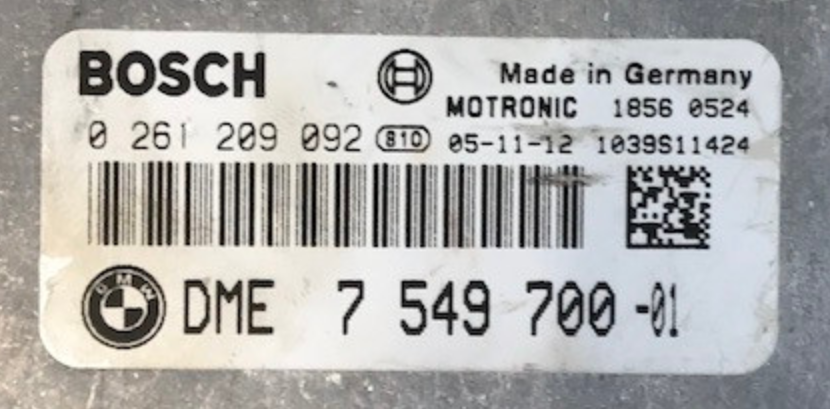 BOSCH Made in Germany
MOTRONIC 1856 0524
0 261 209 092 810 05-11-12 1039S11424
BMW DME 7 549 700 -01